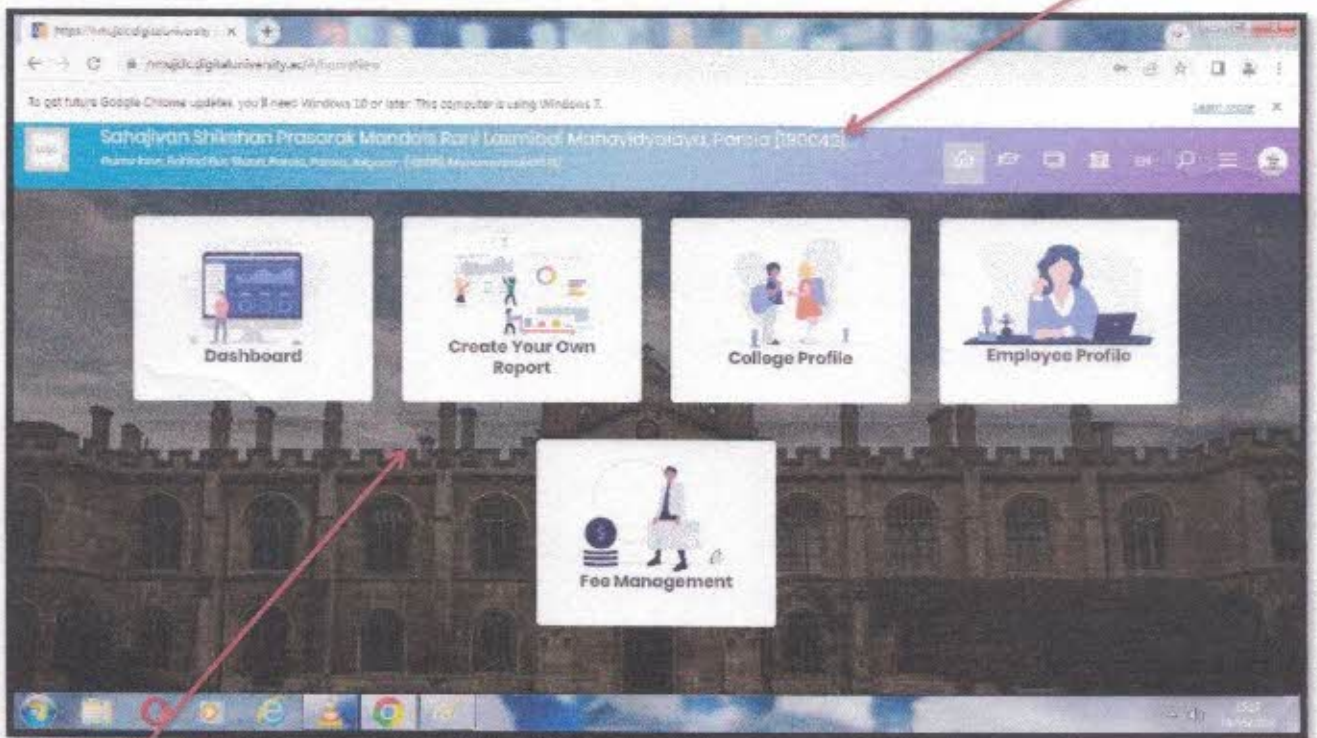 To get future Google Chrome updates, you'll need Windows 10 or later. This computer is using Windows 7.
Learn more
Sahajivan Shikshan Prasarak Mandals Rani Laxmibai Mahavidyalaya, Parola [190043]
Dashboard
Create Your Own
Report
College Profile
Employee Profile
Fee Management